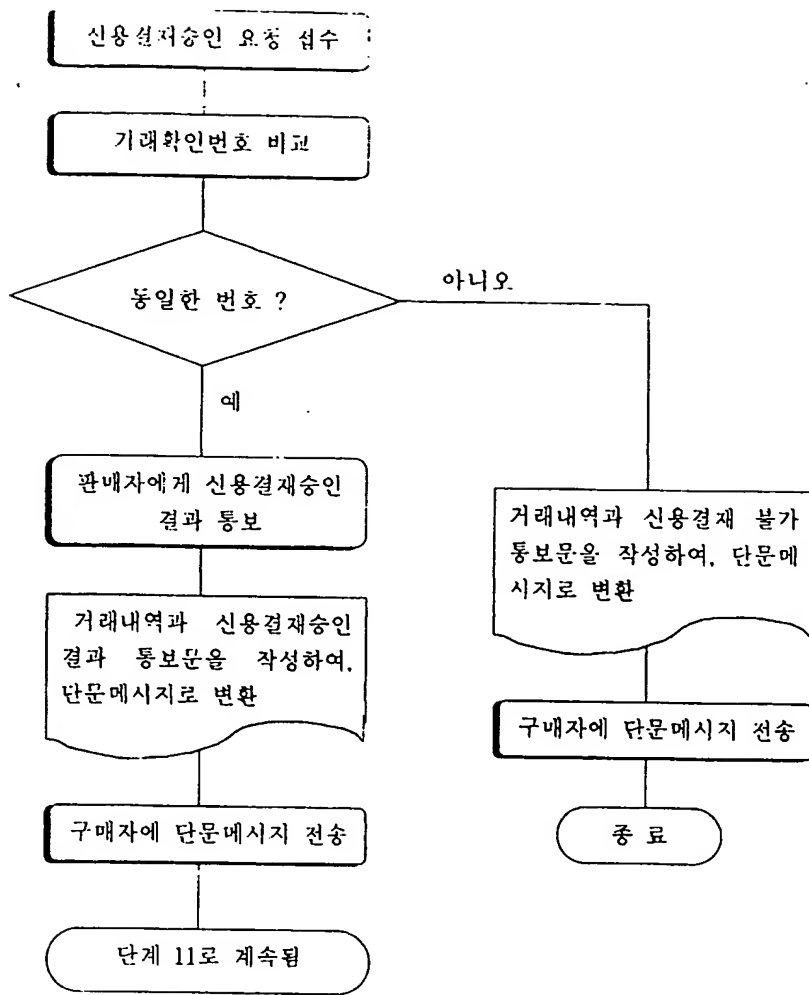 신용결재승인 요청 접수
거래확인번호 비교
동일한 번호 ?
아니오
예
판매자에게 신용결재승인
결과 통보
거래내역과 신용결재 불가
통보문을 작성하여, 단문메
시지로 변환
거래내역과 신용결재승인
결과 통보문을 작성하여,
단문메시지로 변환
구매자에 단문메시지 전송
구매자에 단문메시지 전송
종 료
단계 11로 계속됨